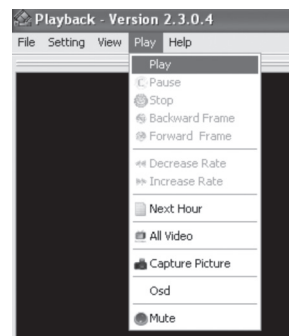 Playback - Version 2.3.0.4
File Setting View Play Help
Play
Pause
Stop
Backward Frame
Forward Frame
Decrease Rate
Increase Rate
Next Hour
All Video
Capture Picture
Osd
Mute